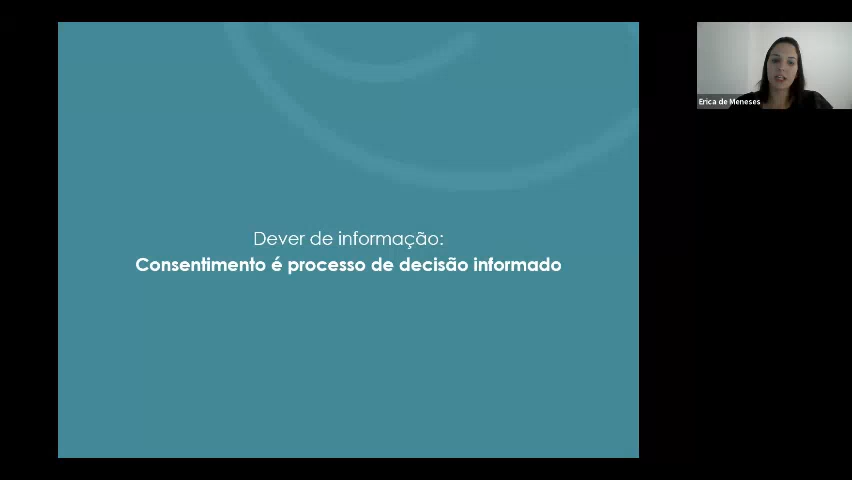 Dever de informação:
Consentimento é processo de decisão informado
Erica de Meneses